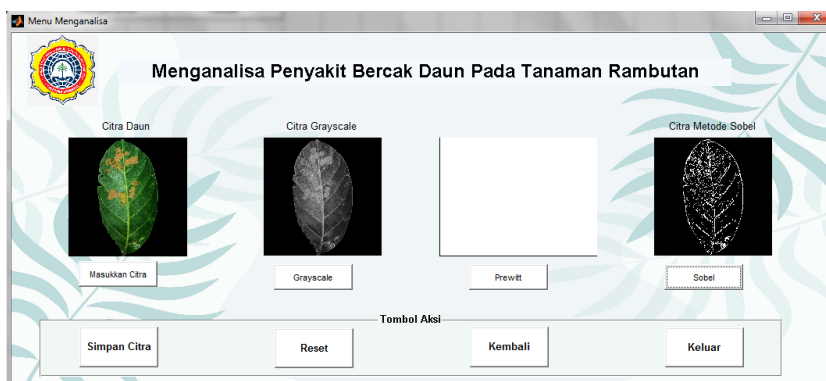 Menu Menganalisa
Menganalisa Penyakit Bercak Daun Pada Tanaman Rambutan
Citra Daun
Citra Grayscale
Citra Metode Sobel
Masukkan Citra
Grayscale
Prewitt
Sobel
Tombol Aksi
Simpan Citra
Reset
Kembali
Keluar